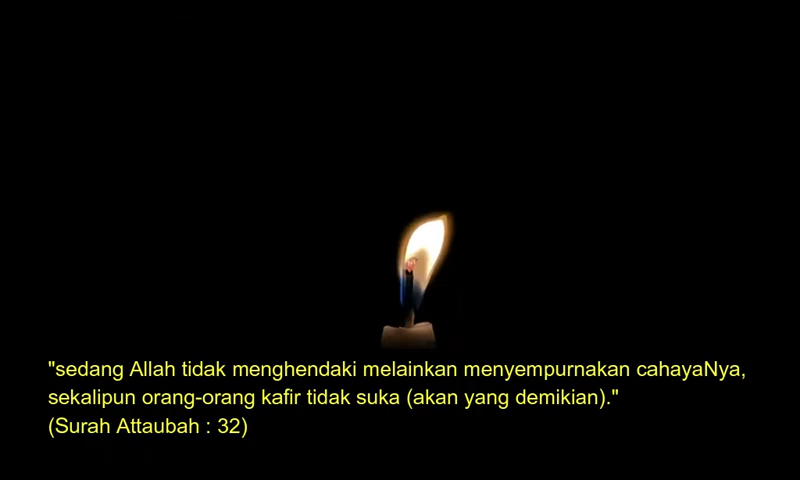 "sedang Allah tidak menghendaki melainkan menyempurnakan cahayaNya,
sekalipun orang-orang kafir tidak suka (akan yang demikian)."
(Surah Attaubah : 32)